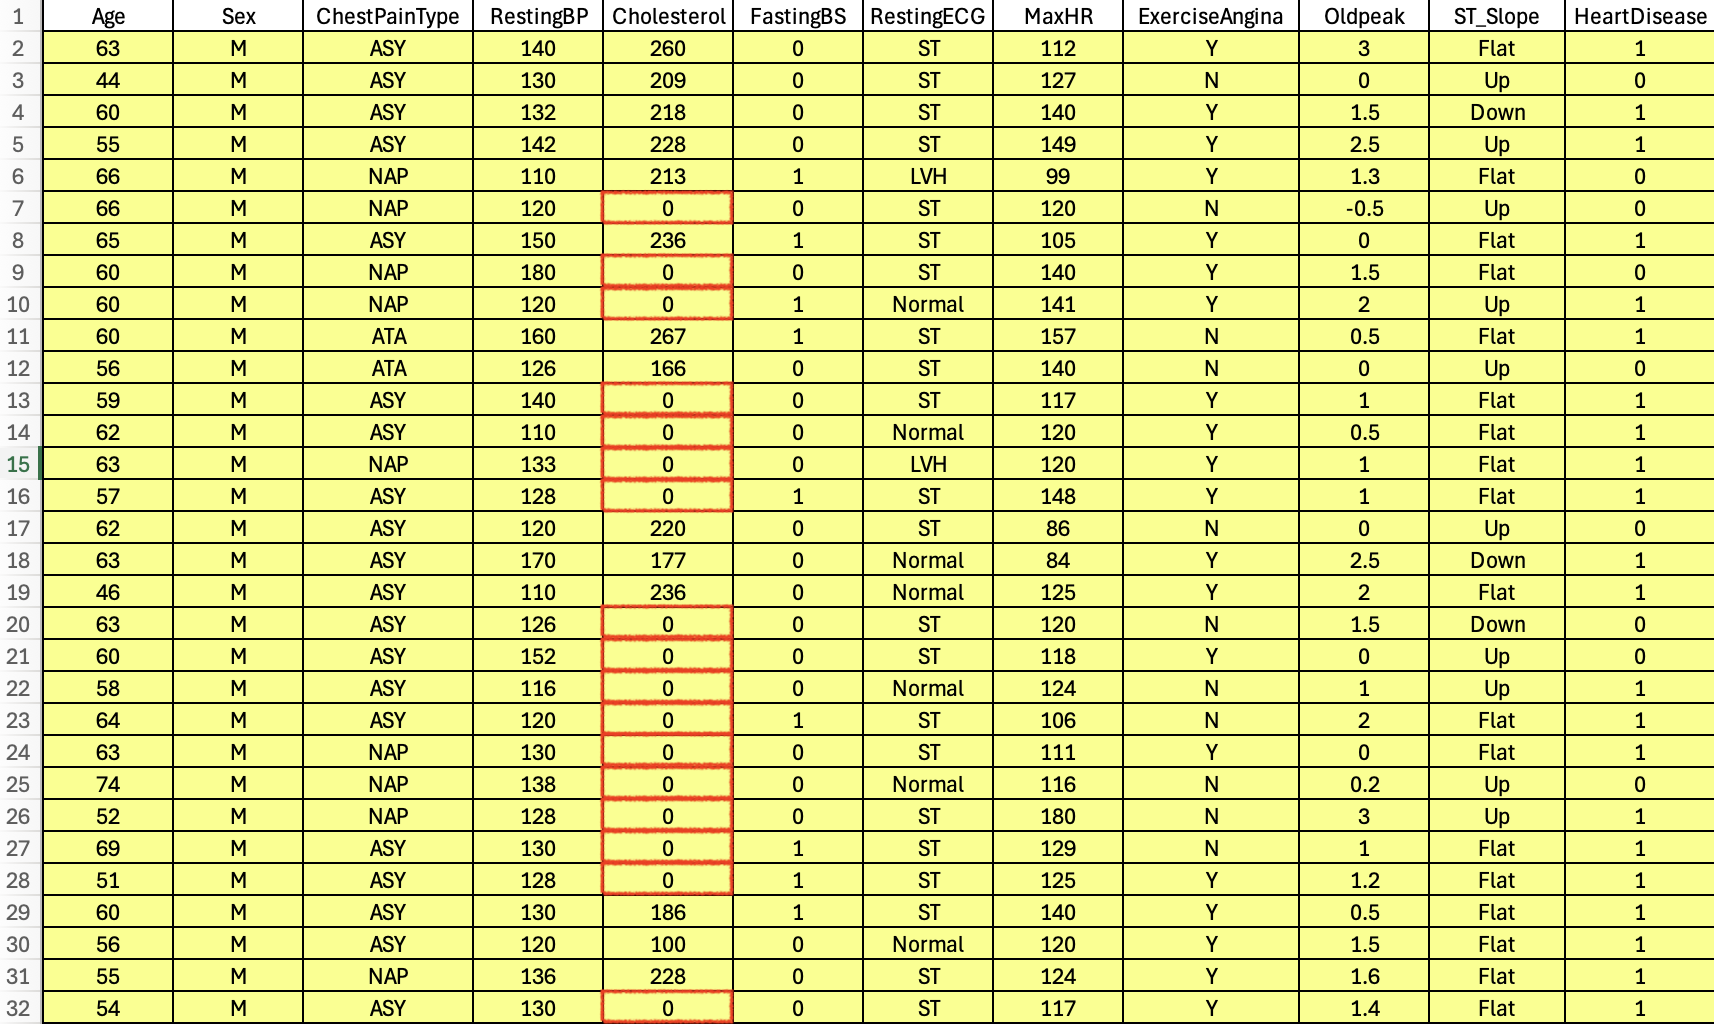 1 Age Sex ChestPainType RestingBP Cholesterol FastingBS RestingECG MaxHR ExerciseAngina Oldpeak ST_Slope HeartDisease
2 63 M ASY 140 260 0 ST 112 Y 3 Flat 1
3 44 M ASY 130 209 0 ST 127 N 0 Up 0
4 60 M ASY 132 218 0 ST 140 Y 1.5 Down 1
5 55 M ASY 142 228 0 ST 149 Y 2.5 Up 1
6 66 M NAP 110 213 1 LVH 99 Y 1.3 Flat 0
7 66 M NAP 120 0 0 ST 120 N -0.5 Up 0
8 65 M ASY 150 236 1 ST 105 Y 0 Flat 1
9 60 M NAP 180 0 0 ST 140 Y 1.5 Flat 0
10 60 M NAP 120 0 1 Normal 141 Y 2 Up 1
11 60 M ATA 160 267 1 ST 157 N 0.5 Flat 1
12 56 M ATA 126 166 0 ST 140 N 0 Up 0
13 59 M ASY 140 0 0 ST 117 Y 1 Flat 1
14 62 M ASY 110 0 0 Normal 120 Y 0.5 Flat 1
15 63 M NAP 133 0 0 LVH 120 Y 1 Flat 1
16 57 M ASY 128 0 1 ST 148 Y 1 Flat 1
17 62 M ASY 120 220 0 ST 86 N 0 Up 0
18 63 M ASY 170 177 0 Normal 84 Y 2.5 Down 1
19 46 M ASY 110 236 0 Normal 125 Y 2 Flat 1
20 63 M ASY 126 0 0 ST 120 N 1.5 Down 0
21 60 M ASY 152 0 0 ST 118 Y 0 Up 0
22 58 M ASY 116 0 0 Normal 124 N 1 Up 1
23 64 M ASY 120 0 1 ST 106 N 2 Flat 1
24 63 M NAP 130 0 0 ST 111 Y 0 Flat 1
25 74 M NAP 138 0 0 Normal 116 N 0.2 Up 0
26 52 M NAP 128 0 0 ST 180 N 3 Up 1
27 69 M ASY 130 0 1 ST 129 N 1 Flat 1
28 51 M ASY 128 0 1 ST 125 Y 1.2 Flat 1
29 60 M ASY 130 186 1 ST 140 Y 0.5 Flat 1
30 56 M ASY 120 100 0 Normal 120 Y 1.5 Flat 1
31 55 M NAP 136 228 0 ST 124 Y 1.6 Flat 1
32 54 M ASY 130 0 0 ST 117 Y 1.4 Flat 1